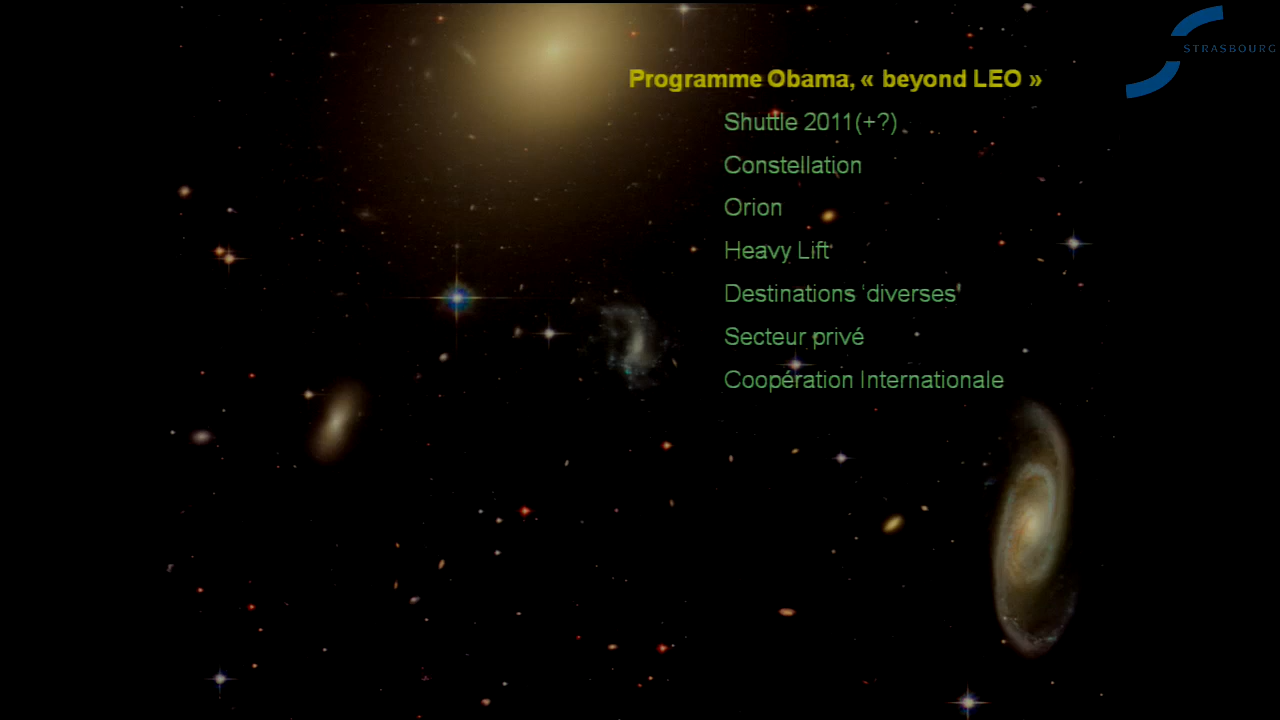 STRASBOURG
Programme Obama, « beyond LEO »
Shuttle 2011(+?)
Constellation
Orion
Heavy Lift
Destinations ‘diverses’
Secteur privé
Coopération Internationale